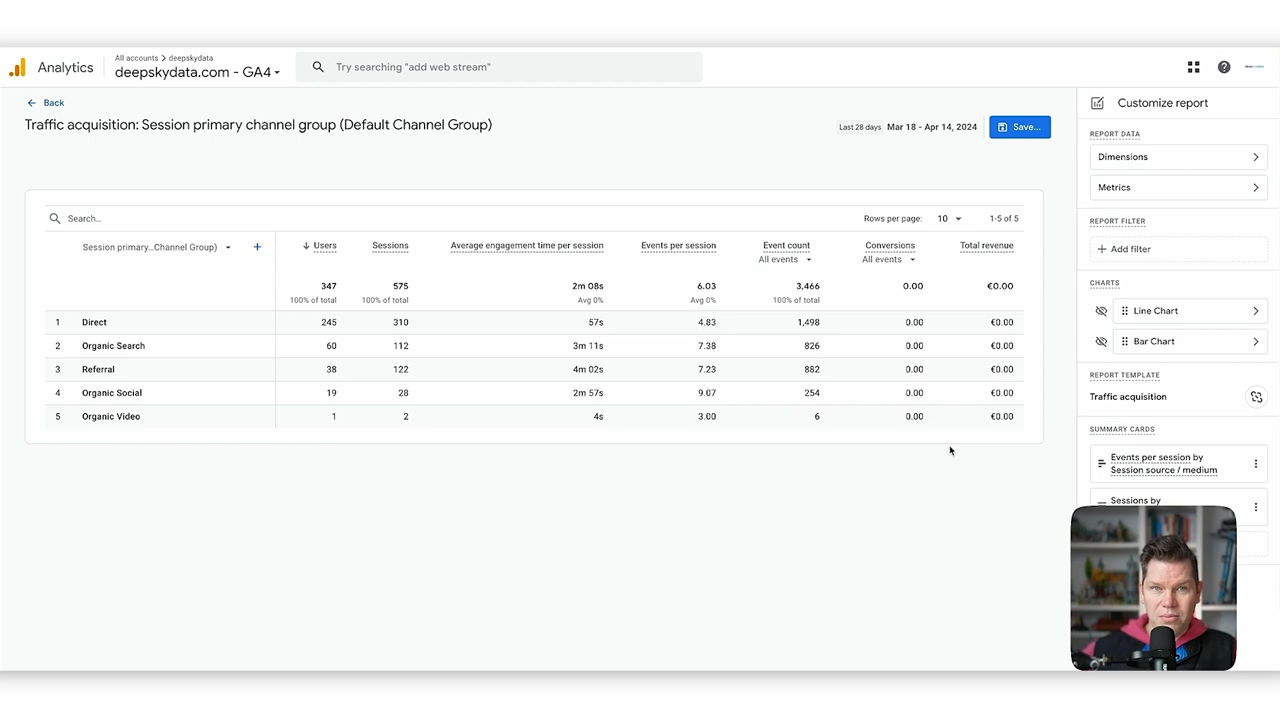 Analytics
All accounts > deepskydata
deepskydata.com - GA4
Try searching "add web stream"
Back
Traffic acquisition: Session primary channel group (Default Channel Group)
Last 28 days Mar 18 - Apr 14, 2024
Save...
Search...
Rows per page: 10 1-5 of 5
Session primary...Channel Group) + Users Sessions Average engagement time per session Events per session Event count Conversions Total revenue
All events All events
347 575 2m 08s 6.03 3,466 0.00 €0.00
100% of total 100% of total Avg 0% Avg 0% 100% of total
1 Direct 245 310 57s 4.83 1,498 0.00 €0.00
2 Organic Search 60 112 3m 11s 7.38 826 0.00 €0.00
3 Referral 38 122 4m 02s 7.23 882 0.00 €0.00
4 Organic Social 19 28 2m 57s 9.07 254 0.00 €0.00
5 Organic Video 1 2 4s 3.00 6 0.00 €0.00
Customize report
REPORT DATA
Dimensions
Metrics
REPORT FILTER
+ Add filter
CHARTS
Line Chart
Bar Chart
REPORT TEMPLATE
Traffic acquisition
SUMMARY CARDS
Events per session by
Session source / medium
Sessions by